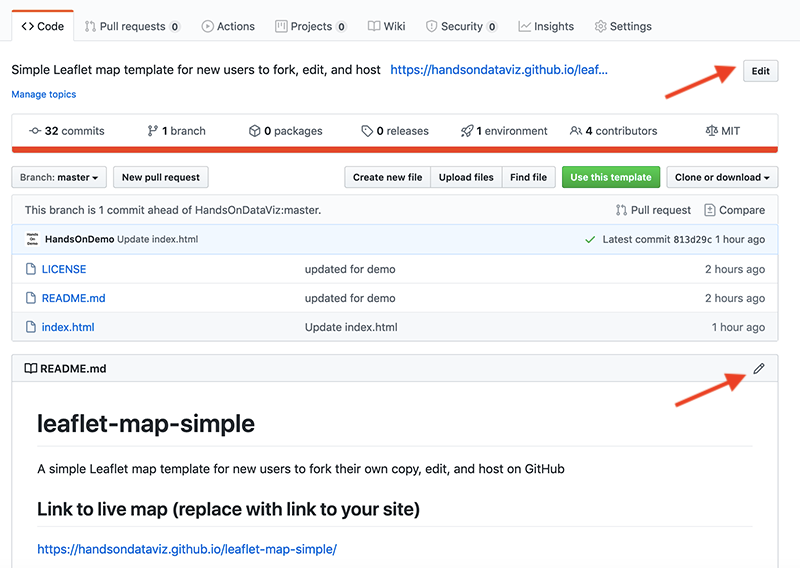 Code Pull requests 0 Actions Projects 0 Wiki Security 0 Insights Settings
Simple Leaflet map template for new users to fork, edit, and host https://handsondataviz.github.io/leaf... Edit
Manage topics
32 commits 1 branch 0 packages 0 releases 1 environment 4 contributors MIT
Branch: master New pull request Create new file Upload files Find file Use this template Clone or download
This branch is 1 commit ahead of HandsOnDataViz:master. Pull request Compare
Hands On Demo HandsOnDemo Update index.html Latest commit 813d29c 1 hour ago
LICENSE updated for demo 2 hours ago
README.md updated for demo 2 hours ago
index.html Update index.html 1 hour ago
README.md
leaflet-map-simple
A simple Leaflet map template for new users to fork their own copy, edit, and host on GitHub
Link to live map (replace with link to your site)
https://handsondataviz.github.io/leaflet-map-simple/